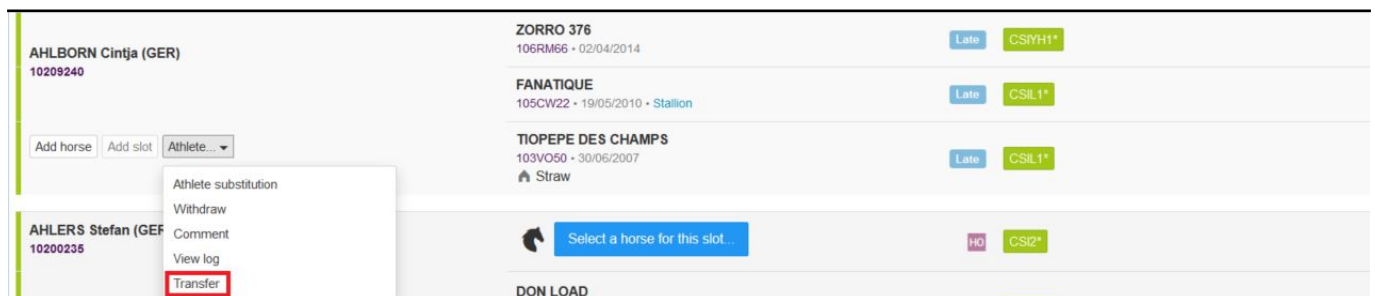 AHLBORN Cintja (GER)
10209240
ZORRO 376
106RM66 • 02/04/2014
Late CSIYH1*
FANATIQUE
105CW22 • 19/05/2010 • Stallion
Late CSIL1*
Add horse Add slot Athlete...
TIOPEPE DES CHAMPS
103VO50 • 30/06/2007
Straw
Late CSIL1*
Athlete substitution
Withdraw
Comment
View log
Transfer
AHLERS Stefan (GER
10200235
Select a horse for this slot...
HO CSI2*
DON LOAD